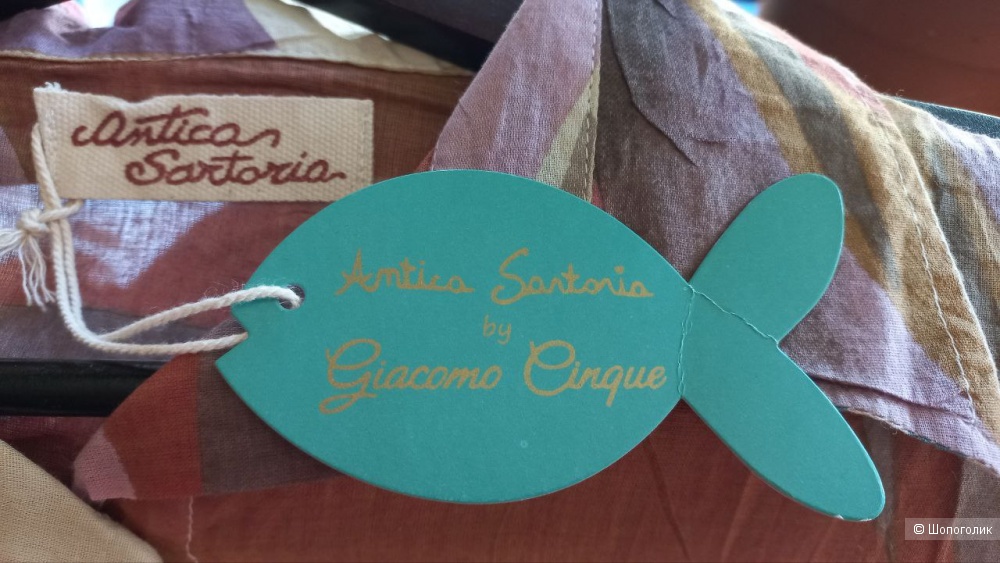 Antica
Sartoria
Antica Sartoria
by
Giacomo Cinque
© Шопоголик